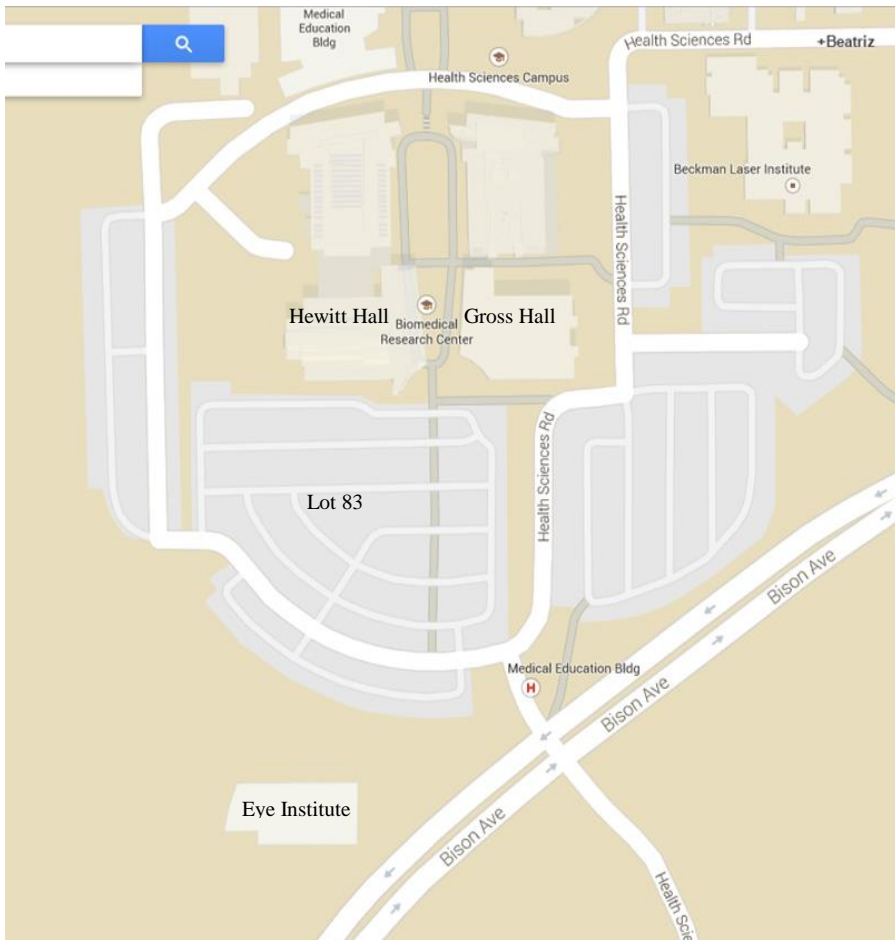 Medical
Education
Bldg
Health Sciences Rd
+Beatriz
Health Sciences Campus
Beckman Laser Institute
Health Sciences Rd
Hewitt Hall
Biomedical
Research Center
Gross Hall
Health Sciences Rd
Lot 83
Bison Ave
Medical Education Bldg
H
Bison Ave
Eye Institute
Bison Ave
Health Scie